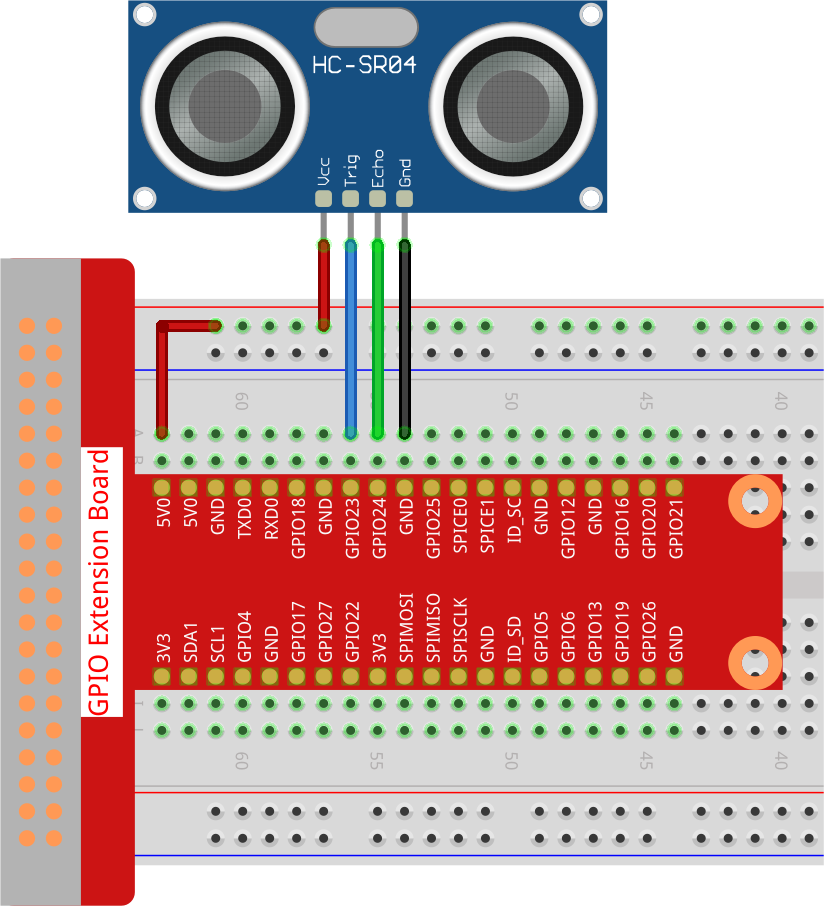 HC-SR04
Vcc
Trig
Echo
Gnd
60
50
45
40
A
B
GPIO Extension Board
5V0
5V0
GND
TXD0
RXD0
GPIO18
GND
GPIO23
GPIO24
GND
GPIO25
SPICE0
SPICE1
ID_SC
GND
GPIO12
GND
GPIO16
GPIO20
GPIO21
3V3
SDA1
SCL1
GPIO4
GND
GPIO17
GPIO27
GPIO22
3V3
SPIMOSI
SPIMISO
SPISCLK
GND
ID_SD
GPIO5
GPIO6
GPIO13
GPIO19
GPIO26
GND
60
55
50
45
40